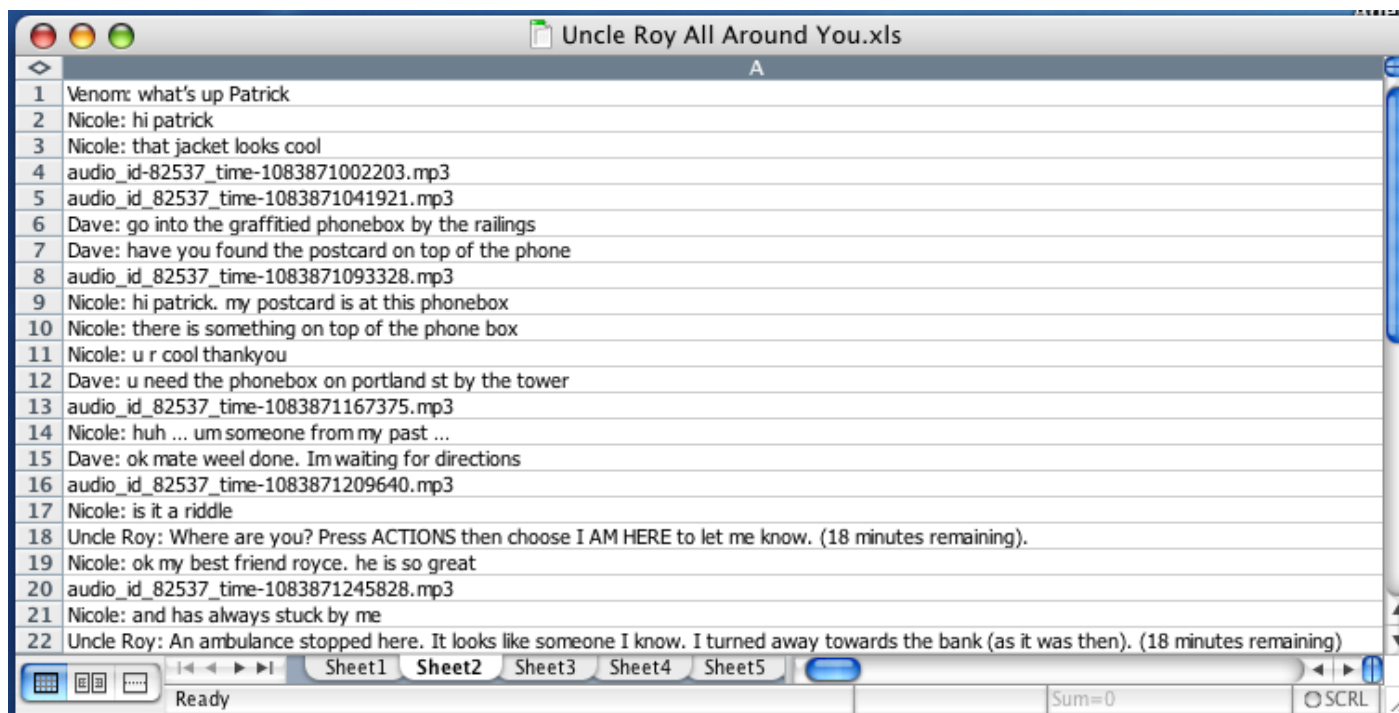 Uncle Roy All Around You.xls
A
1 Venom: what's up Patrick
2 Nicole: hi patrick
3 Nicole: that jacket looks cool
4 audio_id-82537_time-1083871002203.mp3
5 audio_id_82537_time-1083871041921.mp3
6 Dave: go into the graffitied phonebox by the railings
7 Dave: have you found the postcard on top of the phone
8 audio_id_82537_time-1083871093328.mp3
9 Nicole: hi patrick. my postcard is at this phonebox
10 Nicole: there is something on top of the phone box
11 Nicole: u r cool thankyou
12 Dave: u need the phonebox on portland st by the tower
13 audio_id_82537_time-1083871167375.mp3
14 Nicole: huh ... um someone from my past ...
15 Dave: ok mate weel done. Im waiting for directions
16 audio_id_82537_time-1083871209640.mp3
17 Nicole: is it a riddle
18 Uncle Roy: Where are you? Press ACTIONS then choose I AM HERE to let me know. (18 minutes remaining).
19 Nicole: ok my best friend royce. he is so great
20 audio_id_82537_time-1083871245828.mp3
21 Nicole: and has always stuck by me
22 Uncle Roy: An ambulance stopped here. It looks like someone I know. I turned away towards the bank (as it was then). (18 minutes remaining)
Sheet1 Sheet2 Sheet3 Sheet4 Sheet5
Ready Sum=0 SCRL